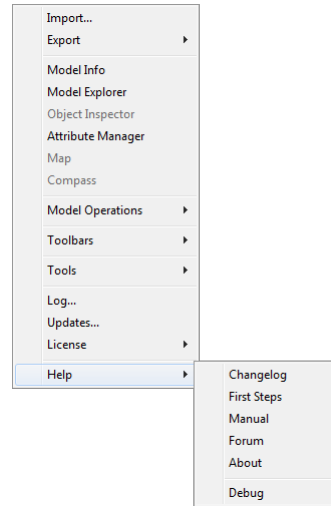 Import...
Export
Model Info
Model Explorer
Object Inspector
Attribute Manager
Map
Compass
Model Operations
Toolbars
Tools
Log...
Updates...
License
Help
Changelog
First Steps
Manual
Forum
About
Debug